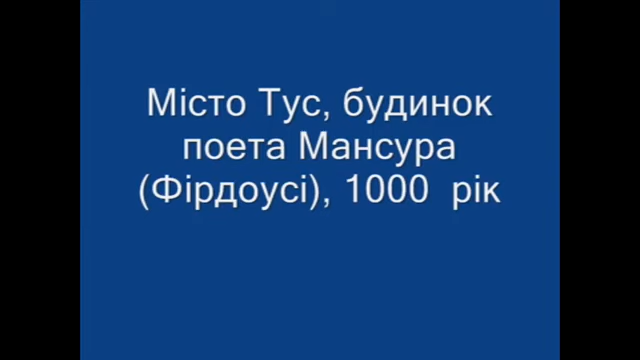 Місто Тус, будинок
поета Мансура
(Фірдоусі), 1000  рік